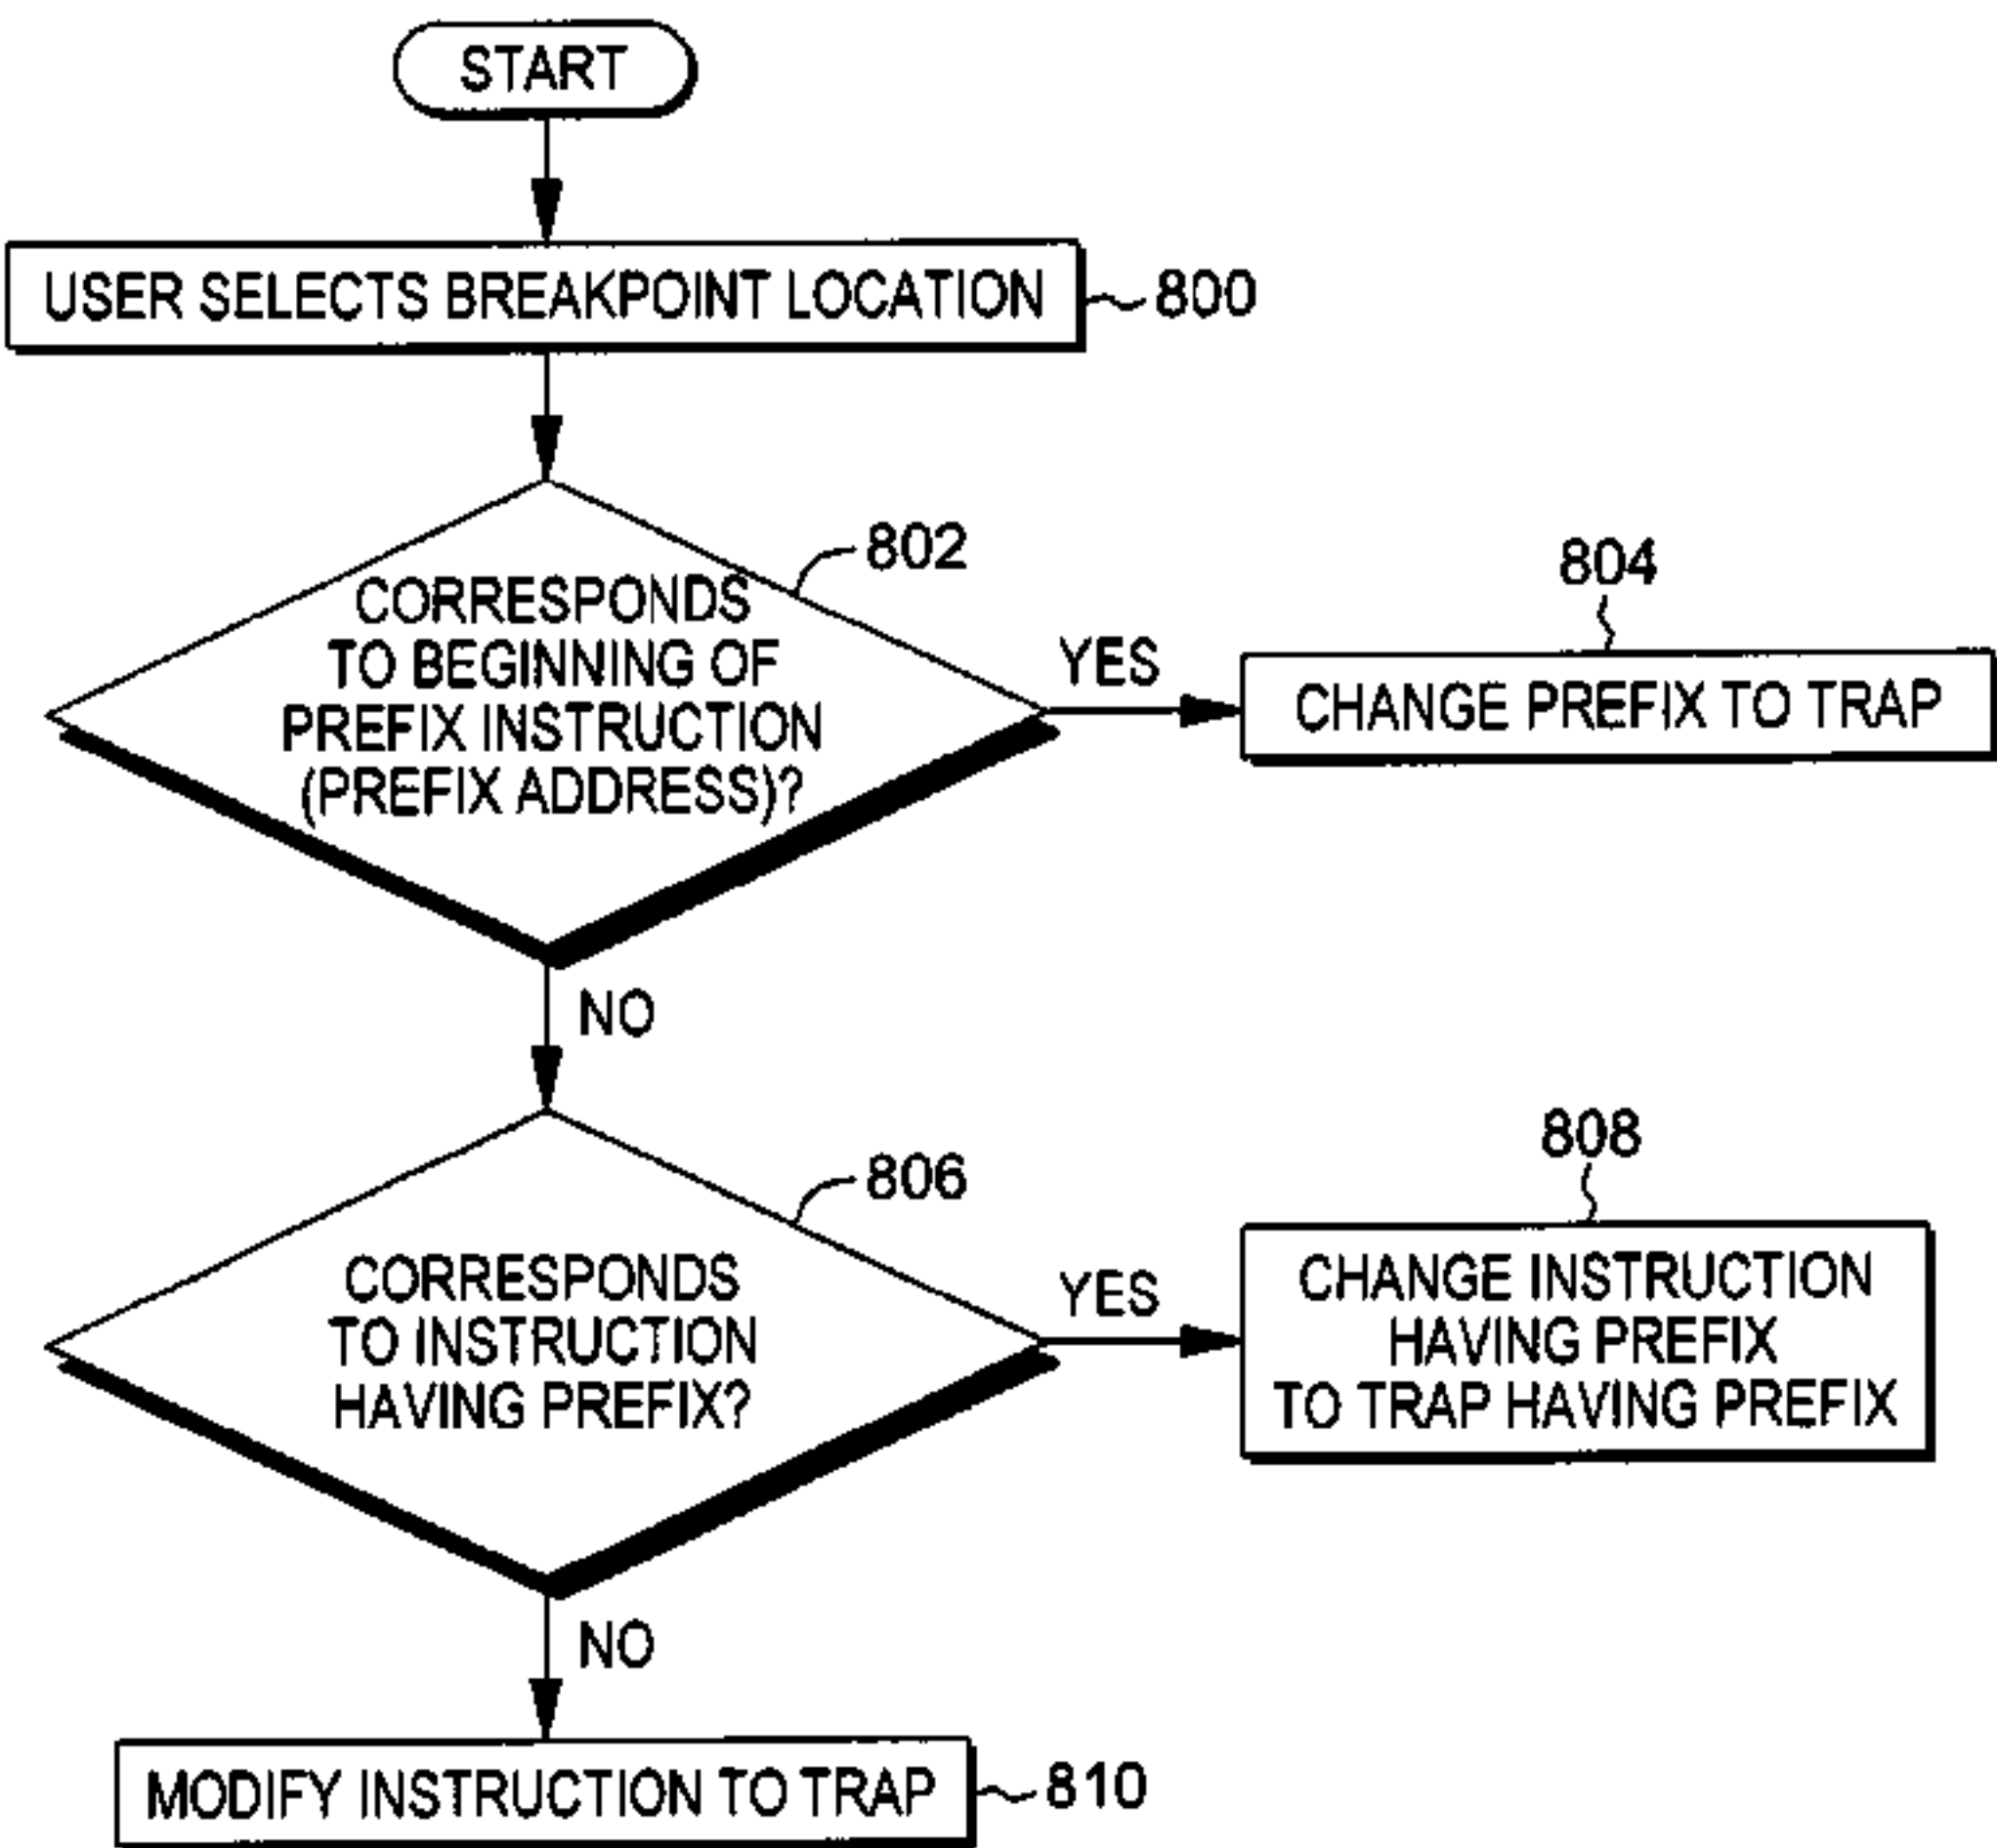 START
USER SELECTS BREAKPOINT LOCATION
800
802
CORRESPONDS
TO BEGINNING OF
PREFIX INSTRUCTION
(PREFIX ADDRESS)?
YES
804
CHANGE PREFIX TO TRAP
NO
806
CORRESPONDS
TO INSTRUCTION
HAVING PREFIX?
YES
808
CHANGE INSTRUCTION
HAVING PREFIX
TO TRAP HAVING PREFIX
NO
MODIFY INSTRUCTION TO TRAP
810